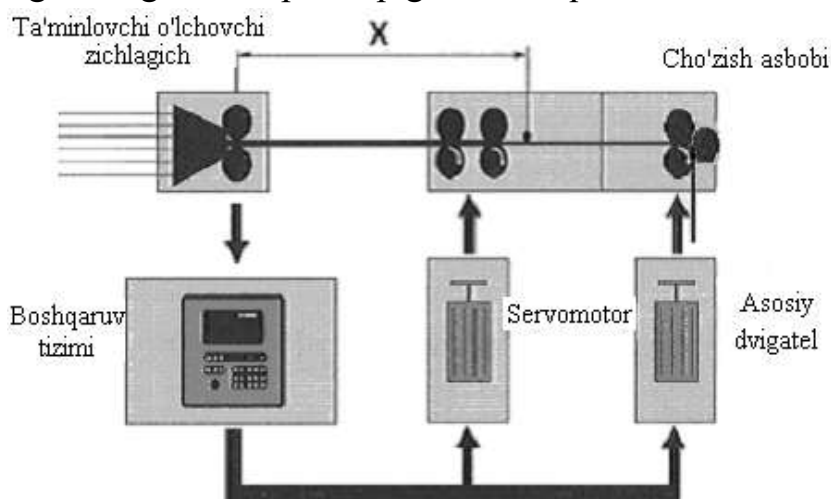 Ta'minlovchi o'lchovchi
zichlagich
X
Cho'zish asbobi
Boshqaruv
tizimi
Servomotor
Asosiy
dvigatel